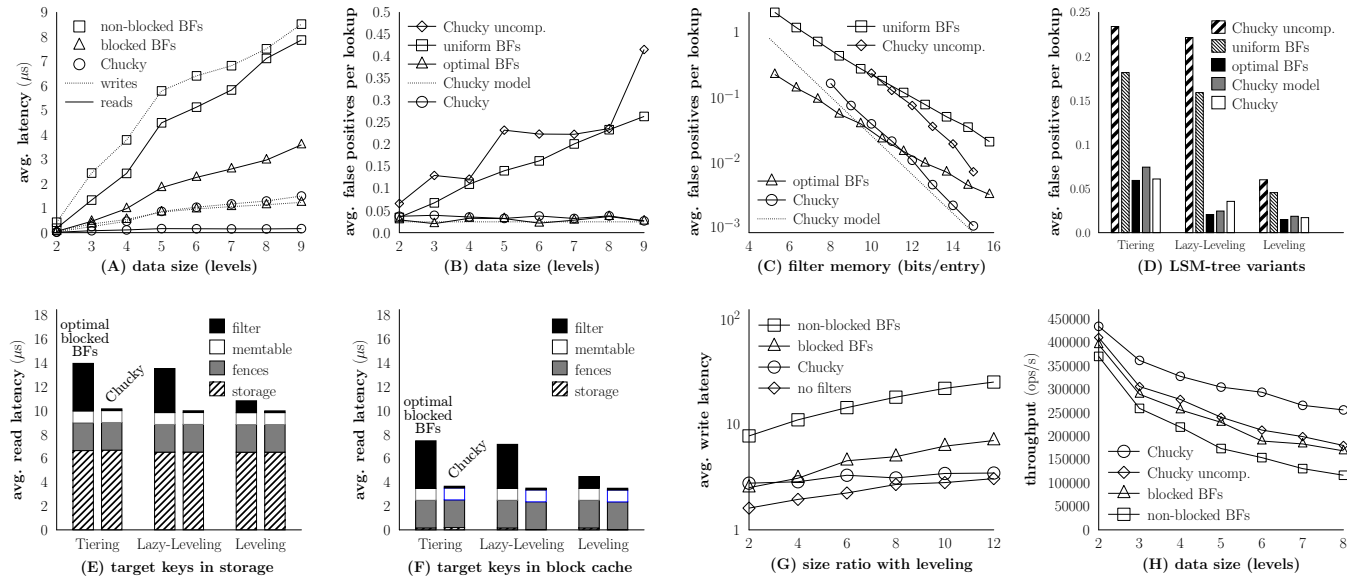 avg. latency (μs)
9
8
7
6
5
4
3
2
1
0
non-blocked BFs
blocked BFs
Chucky
writes
reads
2 3 4 5 6 7 8 9
(A) data size (levels)
avg. false positives per lookup
0.5
0.45
0.4
0.35
0.3
0.25
0.2
0.15
0.1
0.05
0.0
Chucky uncomp.
uniform BFs
optimal BFs
Chucky model
Chucky
2 3 4 5 6 7 8 9
(B) data size (levels)
avg. false positives per lookup
1
10⁻¹
10⁻²
10⁻³
uniform BFs
Chucky uncomp.
optimal BFs
Chucky
Chucky model
4 6 8 10 12 14 16
(C) filter memory (bits/entry)
avg. false positives per lookup
0.25
0.2
0.15
0.1
0.05
0.0
Chucky uncomp.
uniform BFs
optimal BFs
Chucky model
Chucky
Tiering Lazy-Leveling Leveling
(D) LSM-tree variants
avg. read latency (μs)
18
16
14
12
10
8
6
4
2
0
optimal
blocked
BFs
Chucky
filter
memtable
fences
storage
Tiering Lazy-Leveling Leveling
(E) target keys in storage
avg. read latency (μs)
18
16
14
12
10
8
6
4
2
0
optimal
blocked
BFs
Chucky
filter
memtable
fences
storage
Tiering Lazy-Leveling Leveling
(F) target keys in block cache
avg. write latency
10²
10
1
non-blocked BFs
blocked BFs
Chucky
no filters
2 4 6 8 10 12
(G) size ratio with leveling
throughput (ops/s)
450000
400000
350000
300000
250000
200000
150000
100000
50000
0
Chucky
Chucky uncomp.
blocked BFs
non-blocked BFs
2 3 4 5 6 7 8
(H) data size (levels)